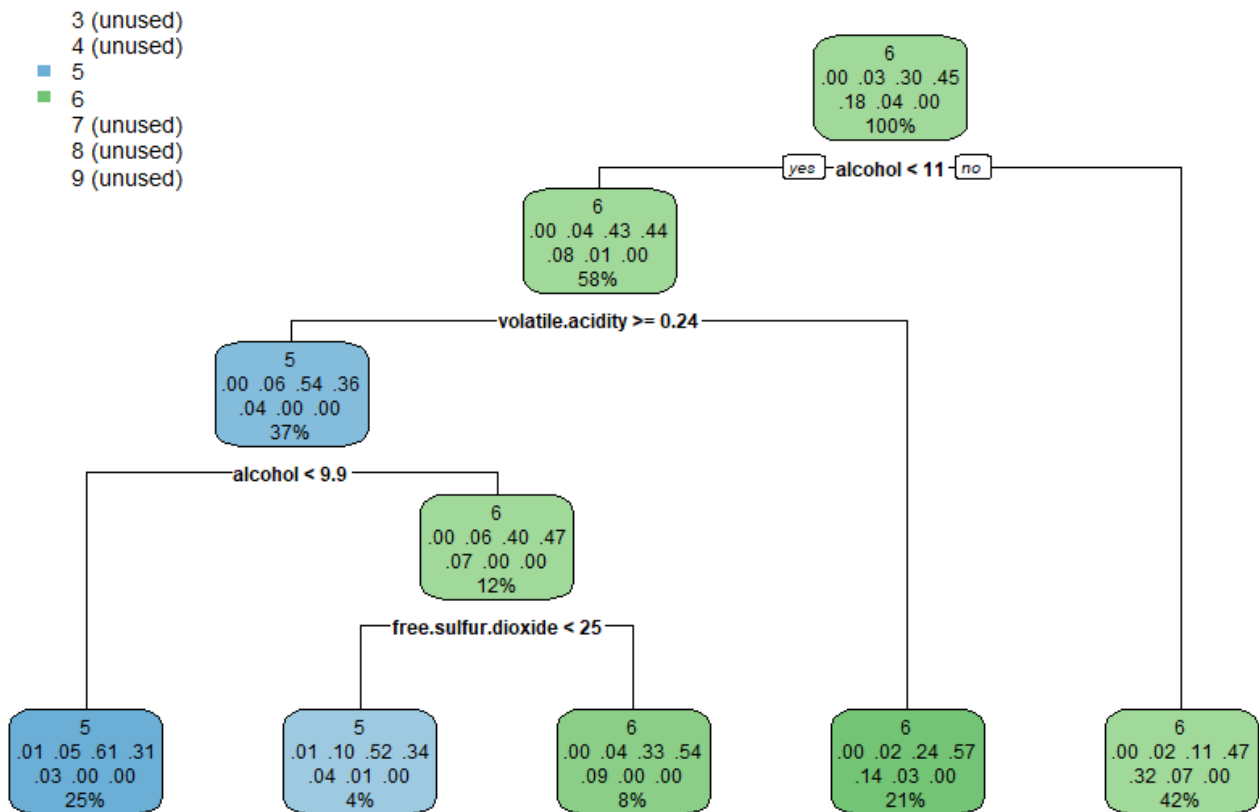 3 (unused)
4 (unused)
5
6
7 (unused)
8 (unused)
9 (unused)
6
.00 .03 .30 .45
.18 .04 .00
100%
yes alcohol < 11 no
6
.00 .04 .43 .44
.08 .01 .00
58%
volatile.acidity >= 0.24
5
.00 .06 .54 .36
.04 .00 .00
37%
alcohol < 9.9
6
.00 .06 .40 .47
.07 .00 .00
12%
free.sulfur.dioxide < 25
5
.01 .05 .61 .31
.03 .00 .00
25%
5
.01 .10 .52 .34
.04 .01 .00
4%
6
.00 .04 .33 .54
.09 .00 .00
8%
6
.00 .02 .24 .57
.14 .03 .00
21%
6
.00 .02 .11 .47
.32 .07 .00
42%